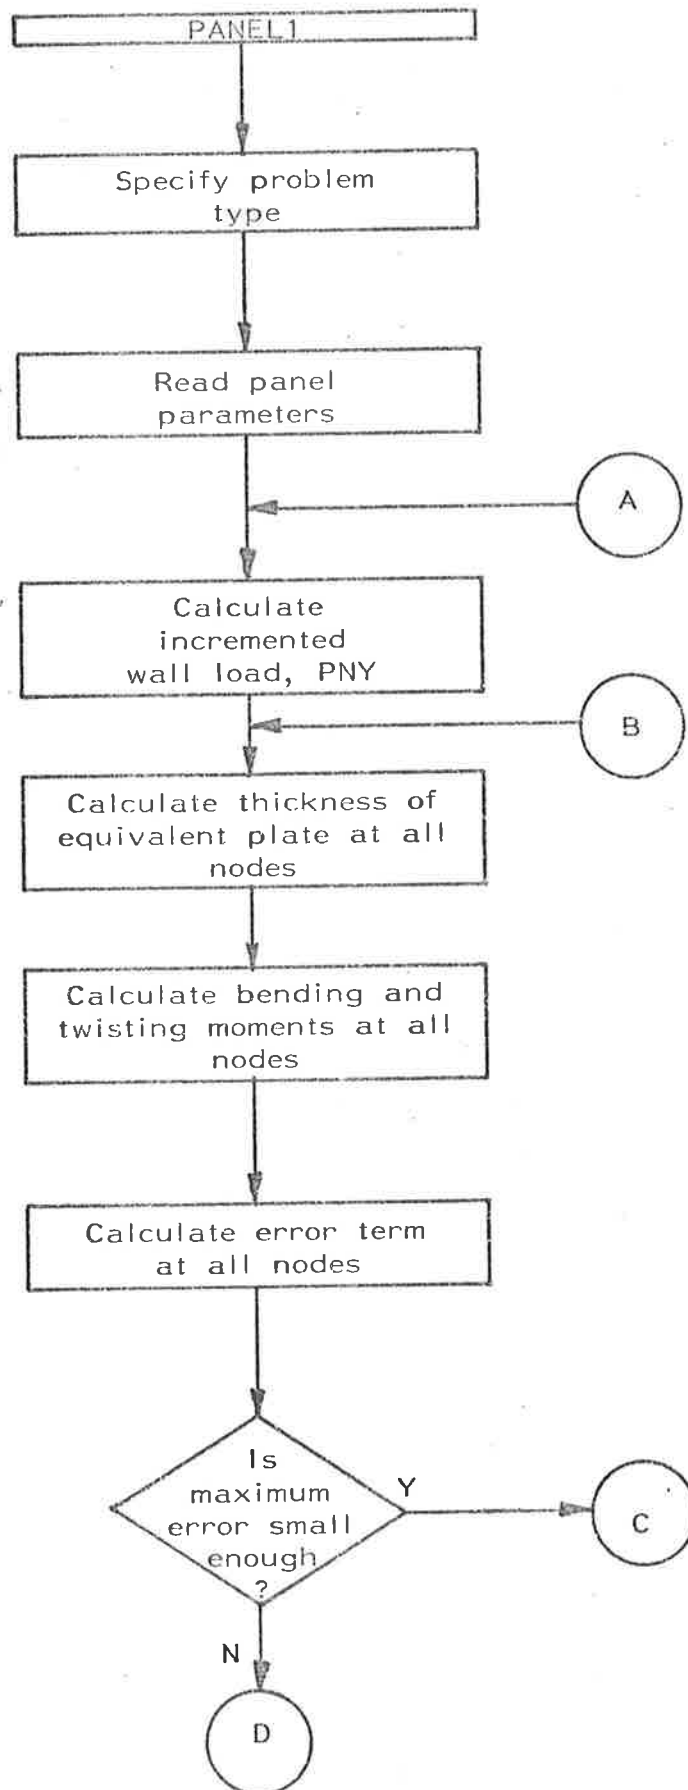 PANEL1
Specify problem
type
Read panel
parameters
A
Calculate
incremented
wall load, PNY
B
Calculate thickness of
equivalent plate at all
nodes
Calculate bending and
twisting moments at all
nodes
Calculate error term
at all nodes
Is
maximum
error small
enough
?
Y
C
N
D